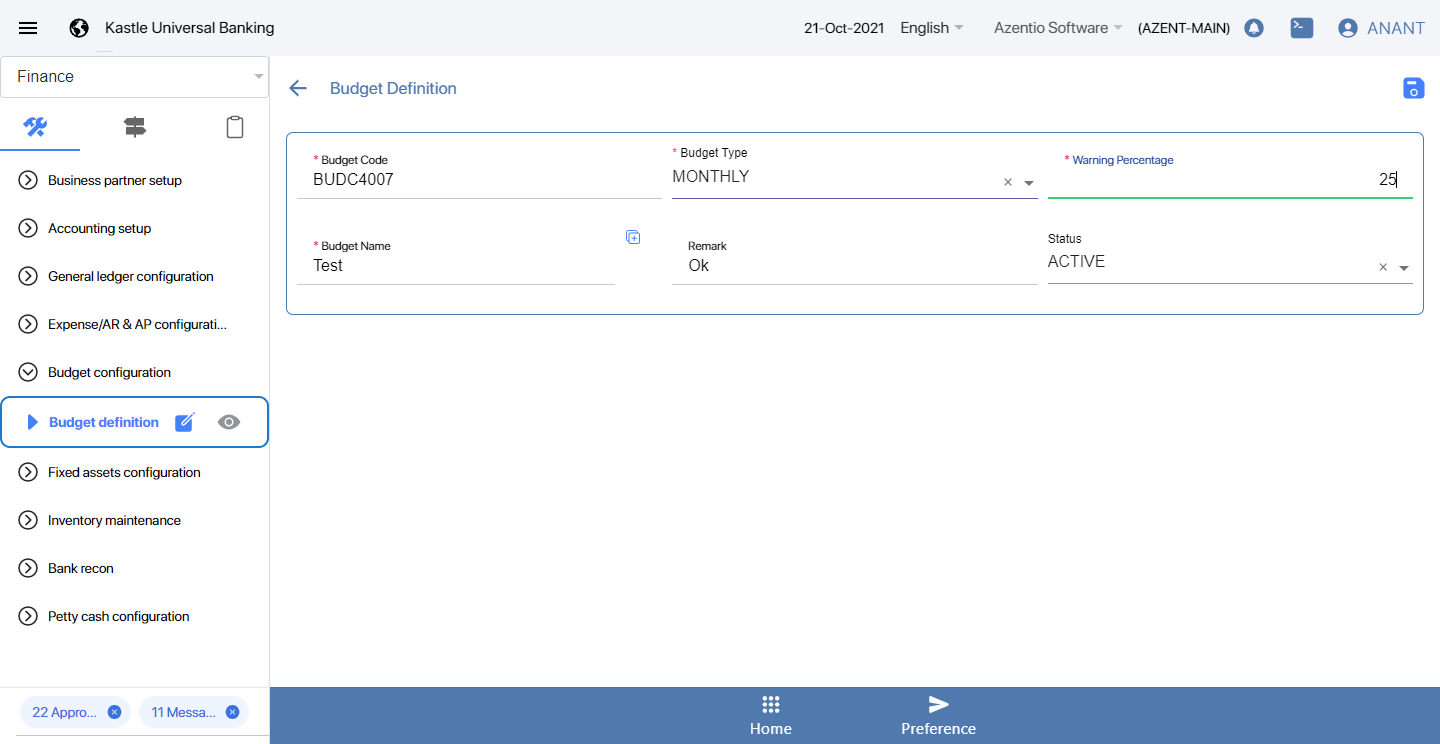 Kastle Universal Banking
21-Oct-2021
English
Azentio Software
(AZENT-MAIN)
ANANT
Finance
Business partner setup
Accounting setup
General ledger configuration
Expense/AR & AP configurati...
Budget configuration
Budget definition
Fixed assets configuration
Inventory maintenance
Bank recon
Petty cash configuration
22 Appro...
11 Messa...
Budget Definition
* Budget Code
BUDC4007
* Budget Type
MONTHLY
* Warning Percentage
25
* Budget Name
Test
Remark
Ok
Status
ACTIVE
Home
Preference